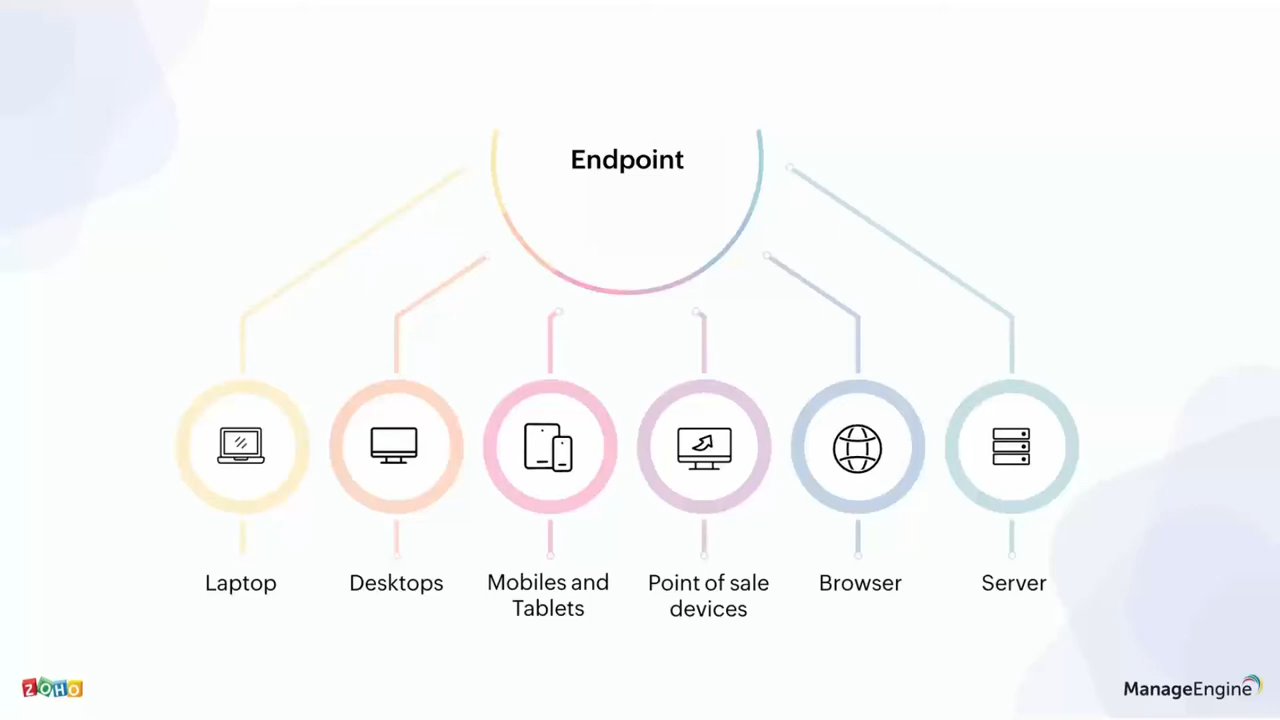 Endpoint
Laptop
Desktops
Mobiles and
Tablets
Point of sale
devices
Browser
Server
ZOHO
ManageEngine